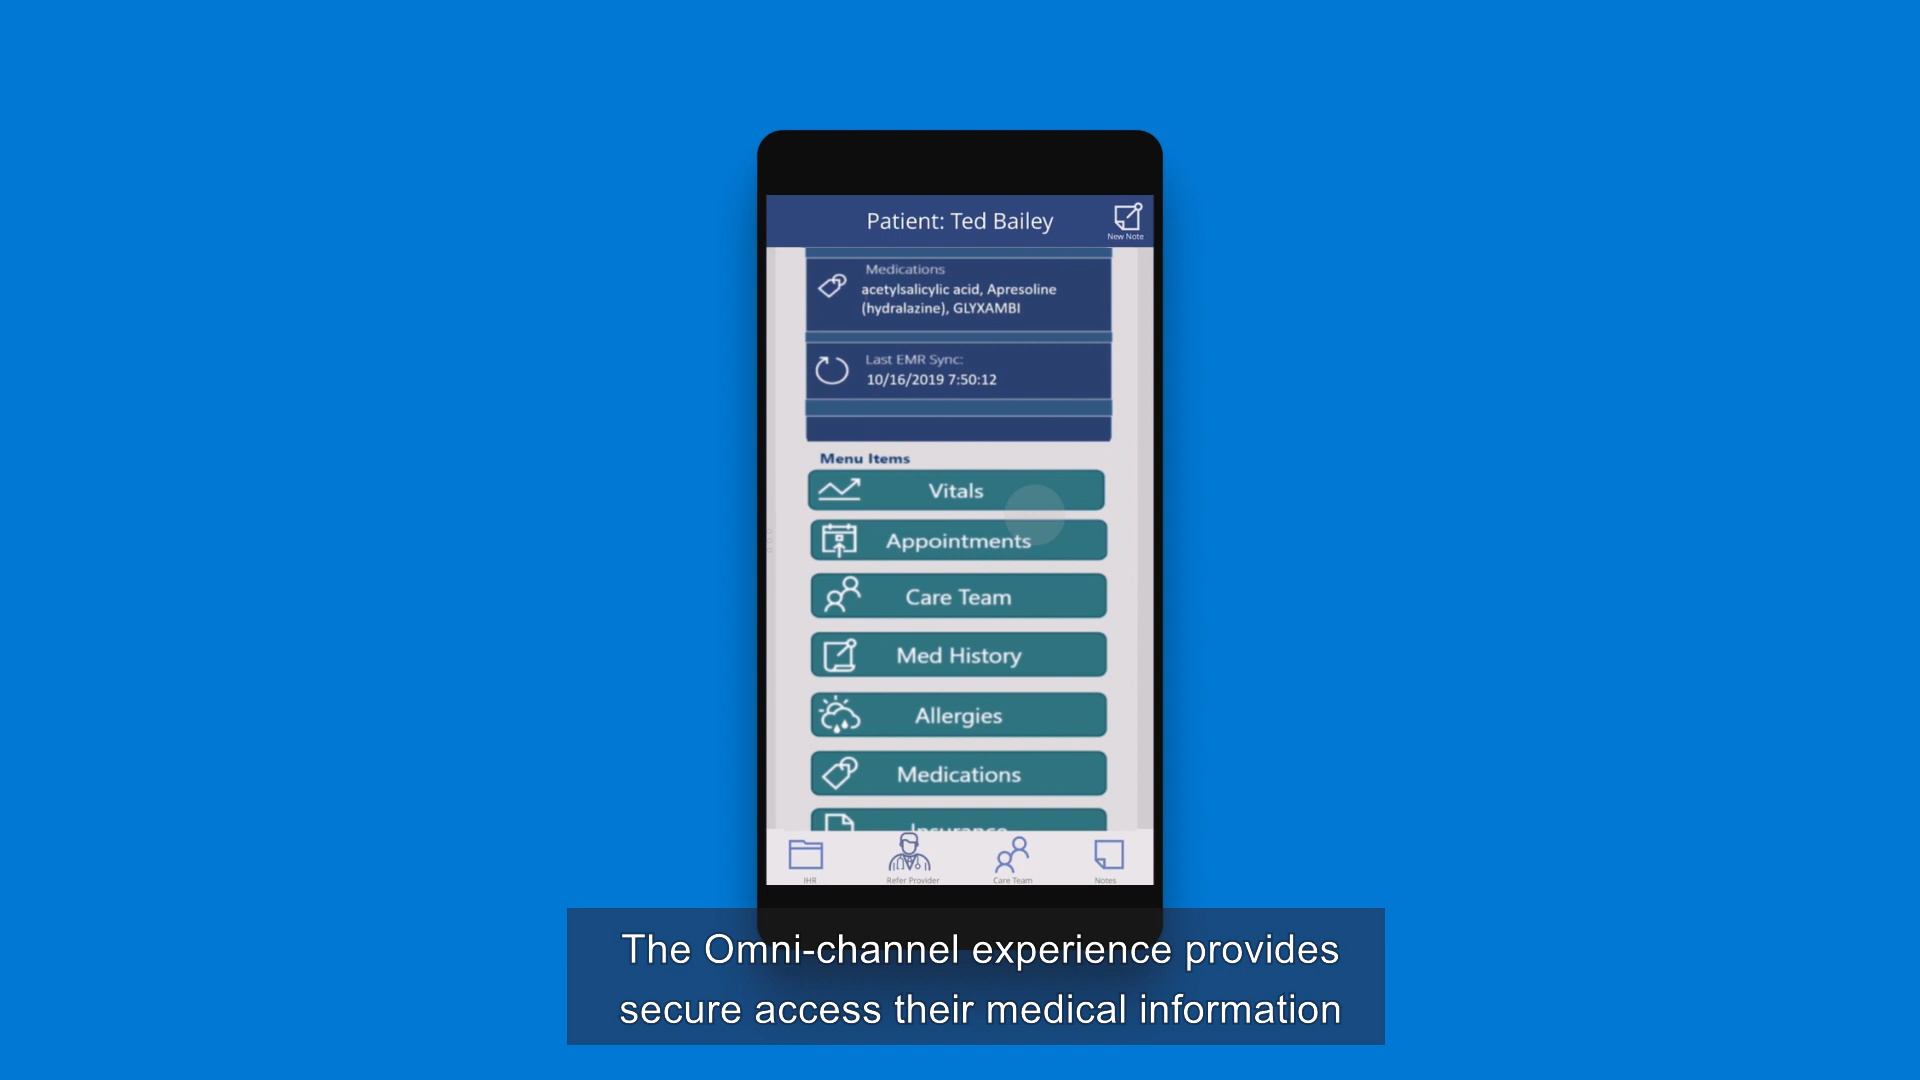 Patient: Ted Bailey
New Note
Medications
acetylsalicylic acid, Apresoline
(hydralazine), GLYXAMBI
Last EMR Sync:
10/16/2019 7:50:12
Menu Items
Vitals
Appointments
Care Team
Med History
Allergies
Medications
Insurance
IHR
Refer Provider
Care Team
Notes
The Omni-channel experience provides
secure access their medical information